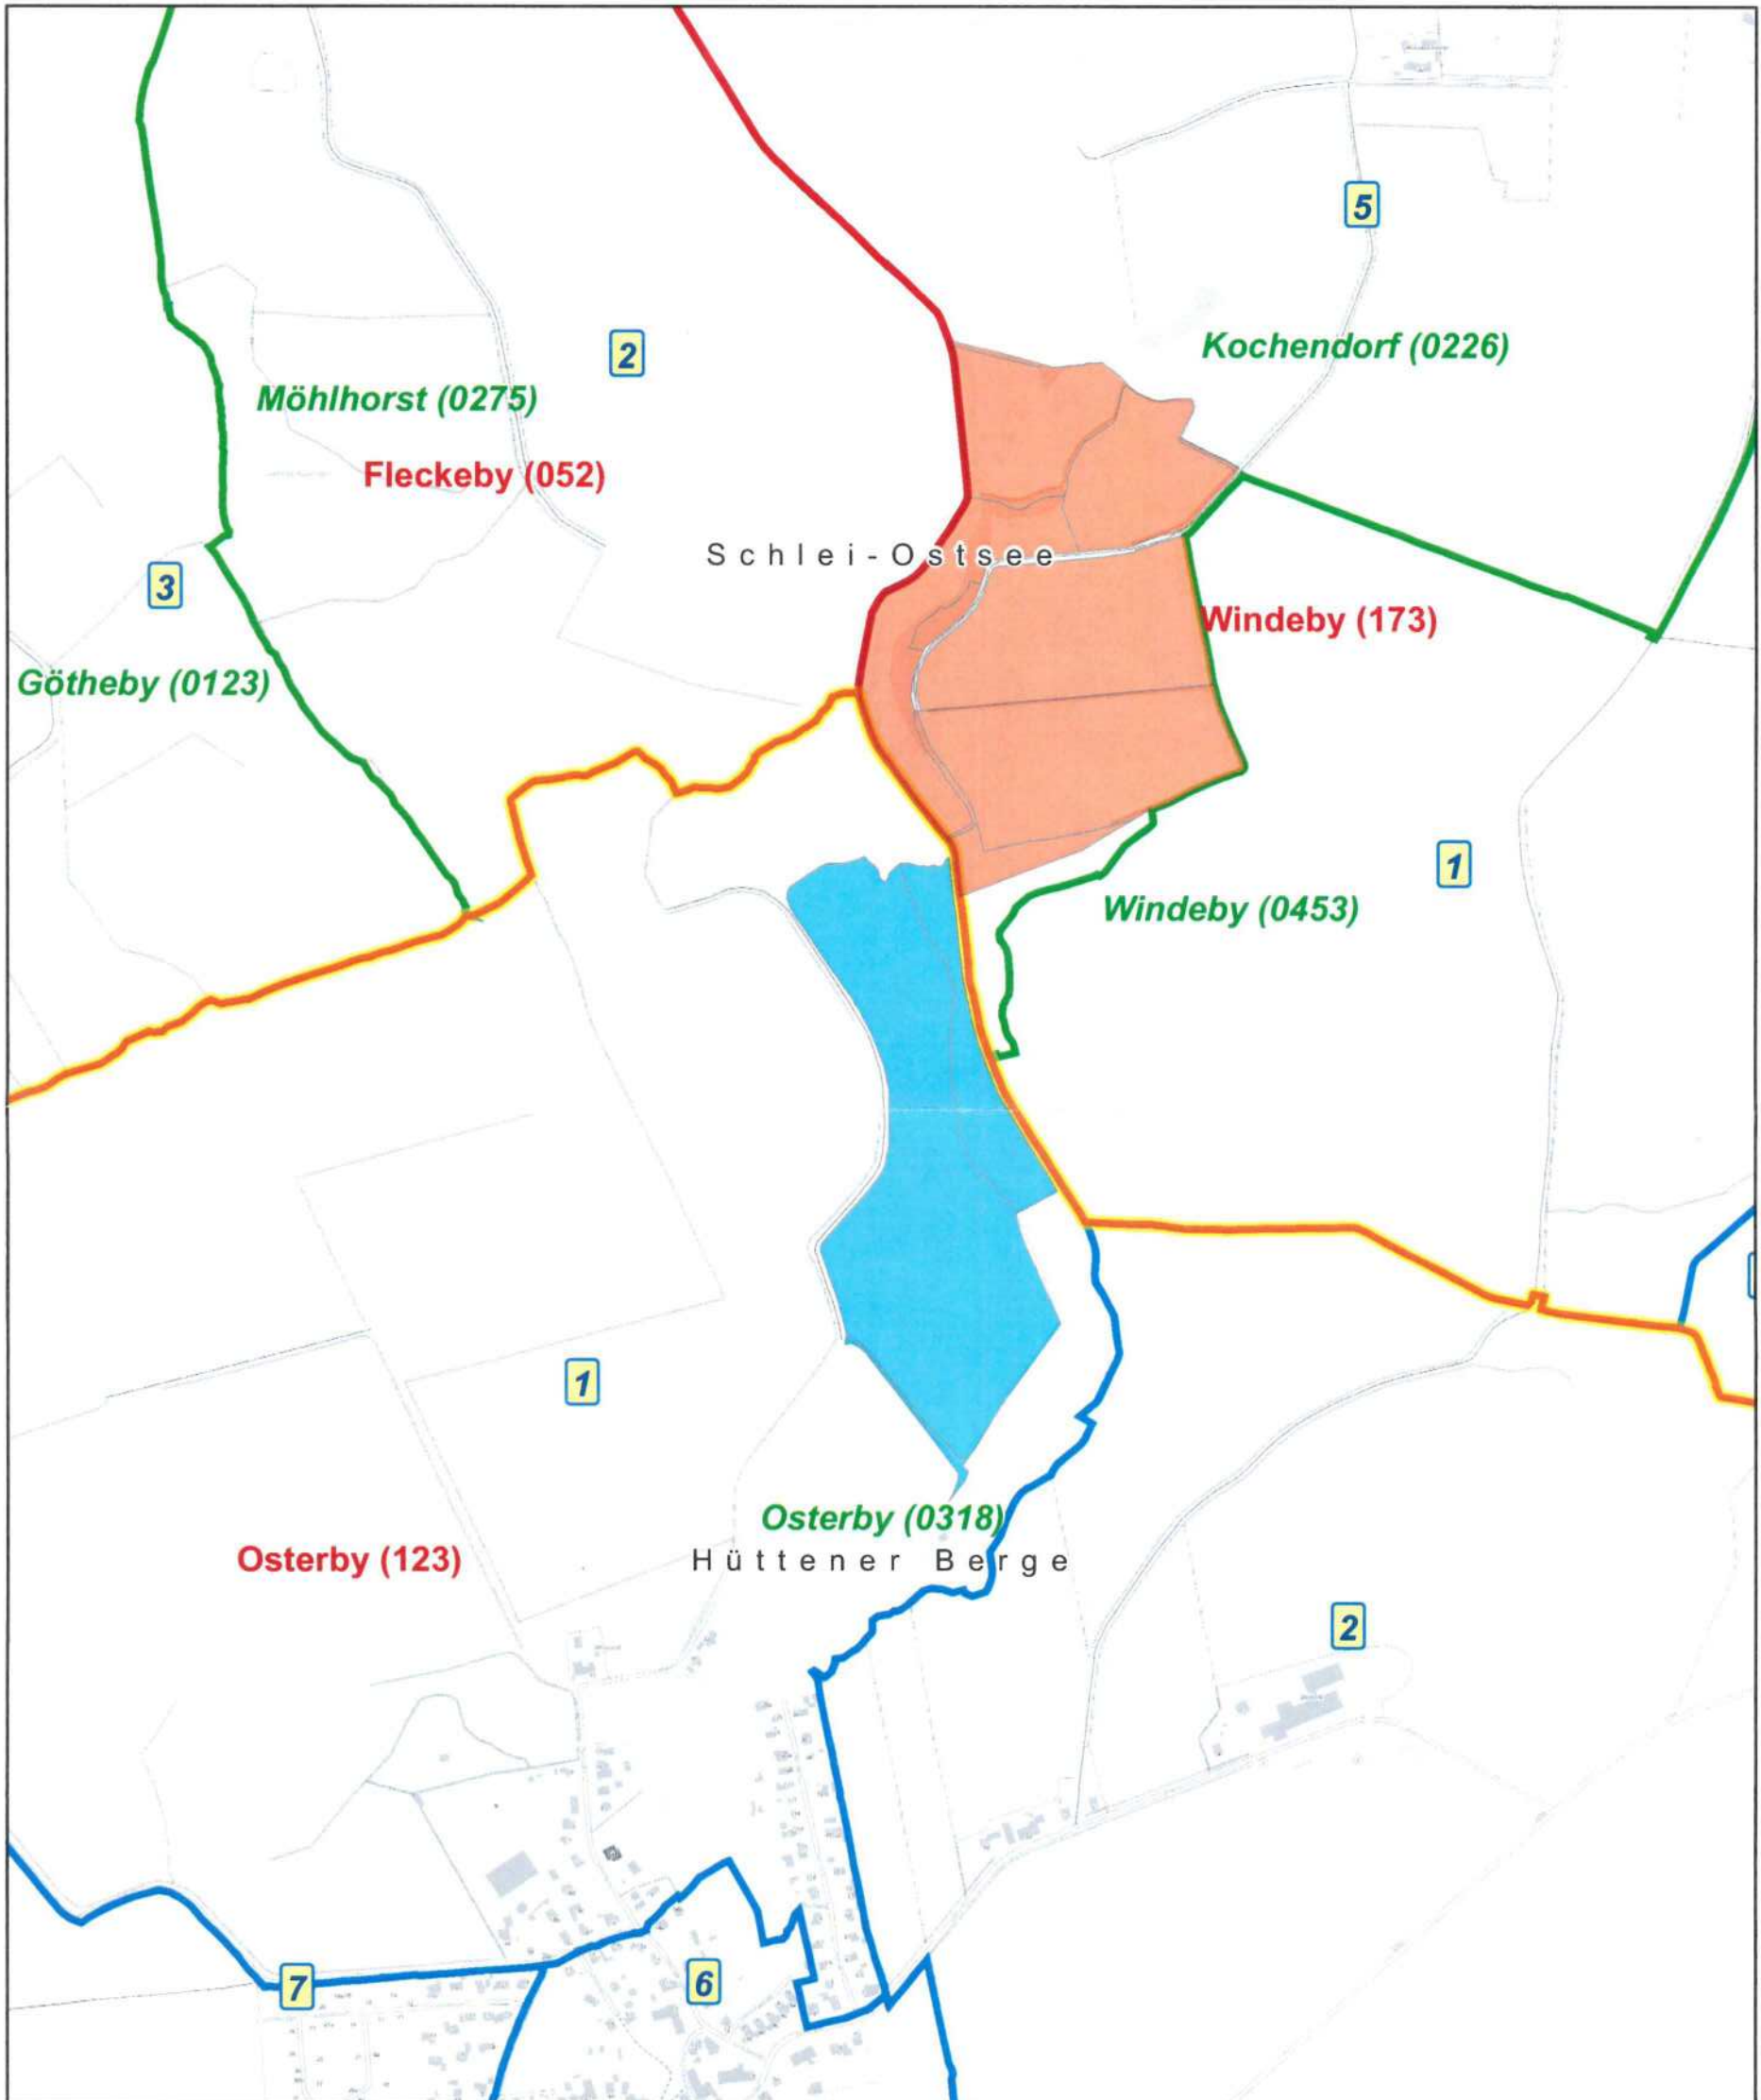 5
Kochendorf (0226)
2
Möhlhorst (0275)
Fleckeby (052)
Schlei-Ostsee
3
Windeby (173)
Götheby (0123)
1
Windeby (0453)
1
Osterby (0318)
Osterby (123)
Hüttener Berge
2
7
6